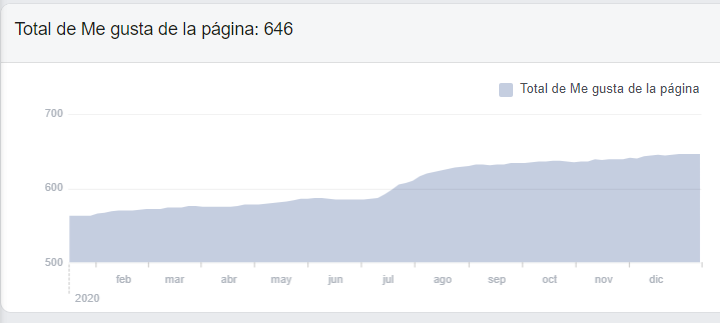 Total de Me gusta de la página: 646
Total de Me gusta de la página
700
600
500
feb mar abr may jun jul ago sep oct nov dic
2020